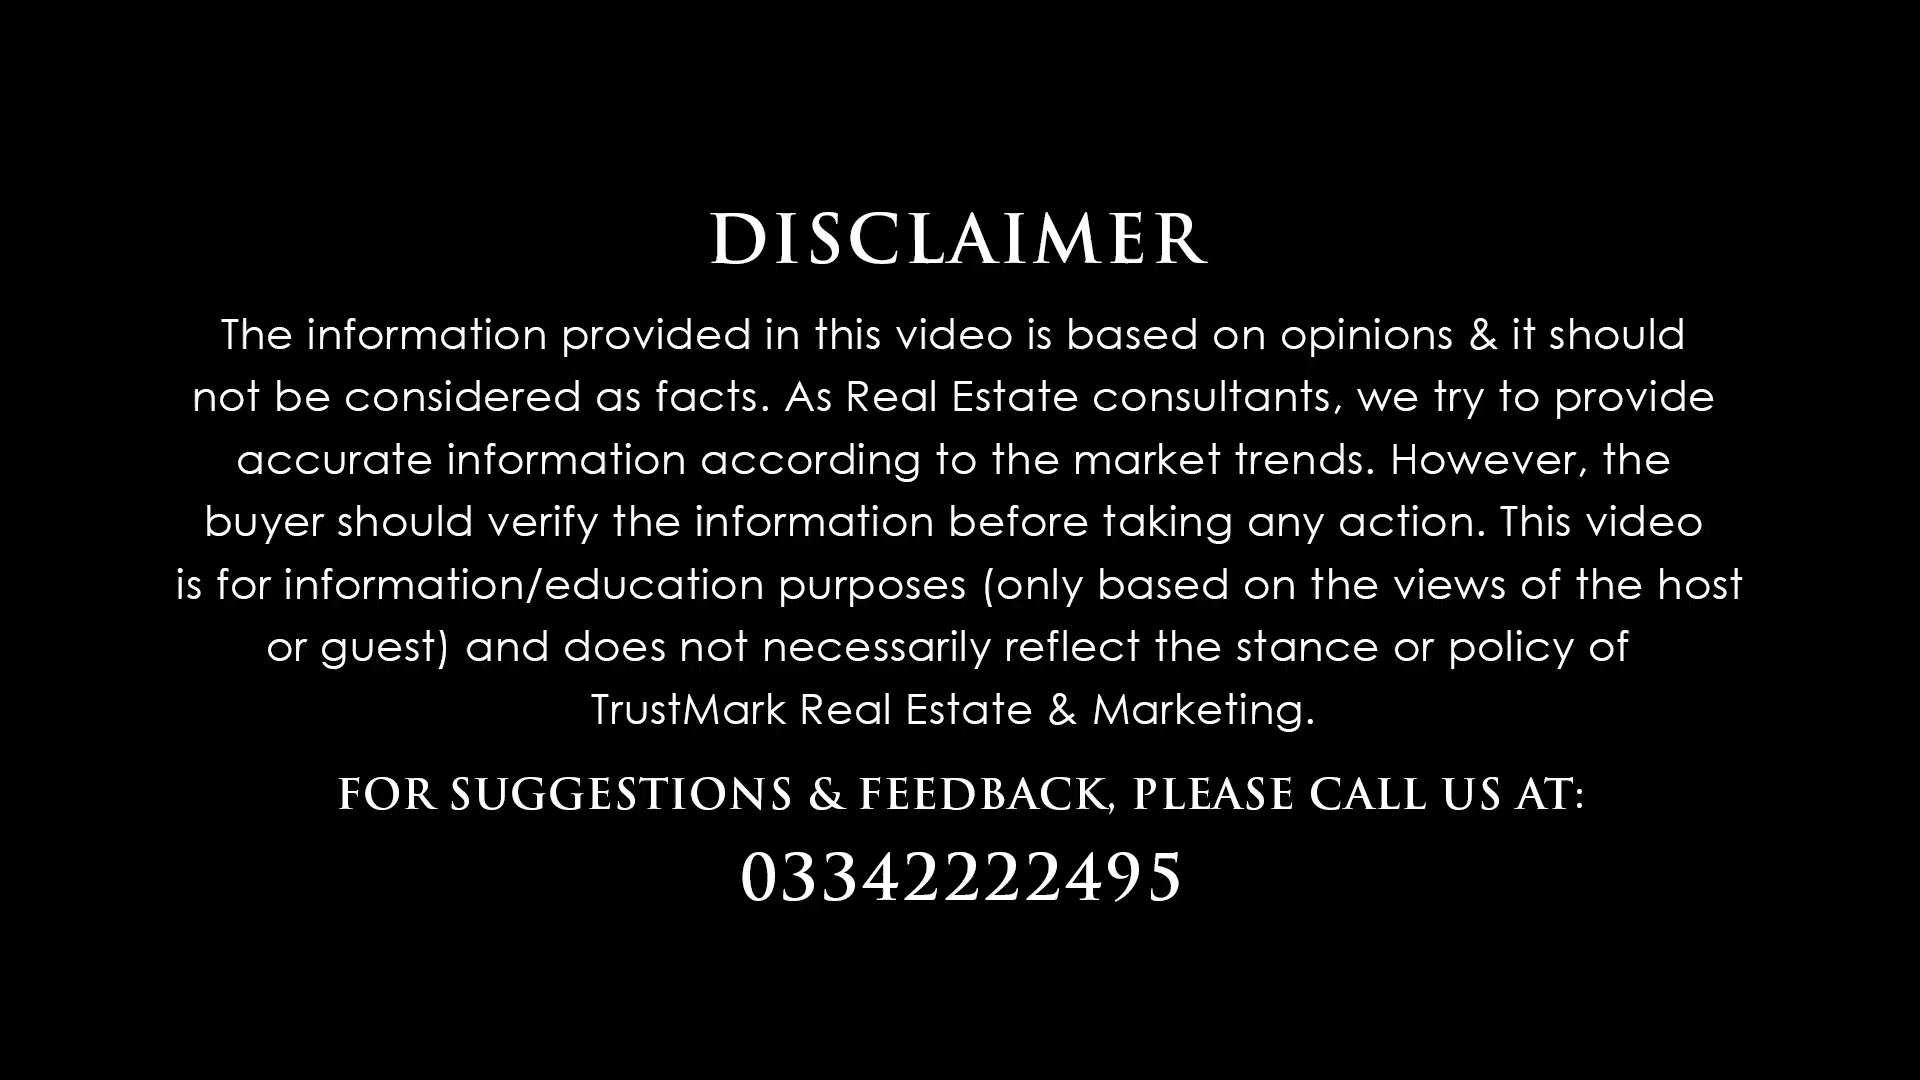 DISCLAIMER
The information provided in this video is based on opinions & it should
not be considered as facts. As Real Estate consultants, we try to provide
accurate information according to the market trends. However, the
buyer should verify the information before taking any action. This video
is for information/education purposes (only based on the views of the host
or guest) and does not necessarily reflect the stance or policy of
TrustMark Real Estate & Marketing.
FOR SUGGESTIONS & FEEDBACK, PLEASE CALL US AT:
03342222495